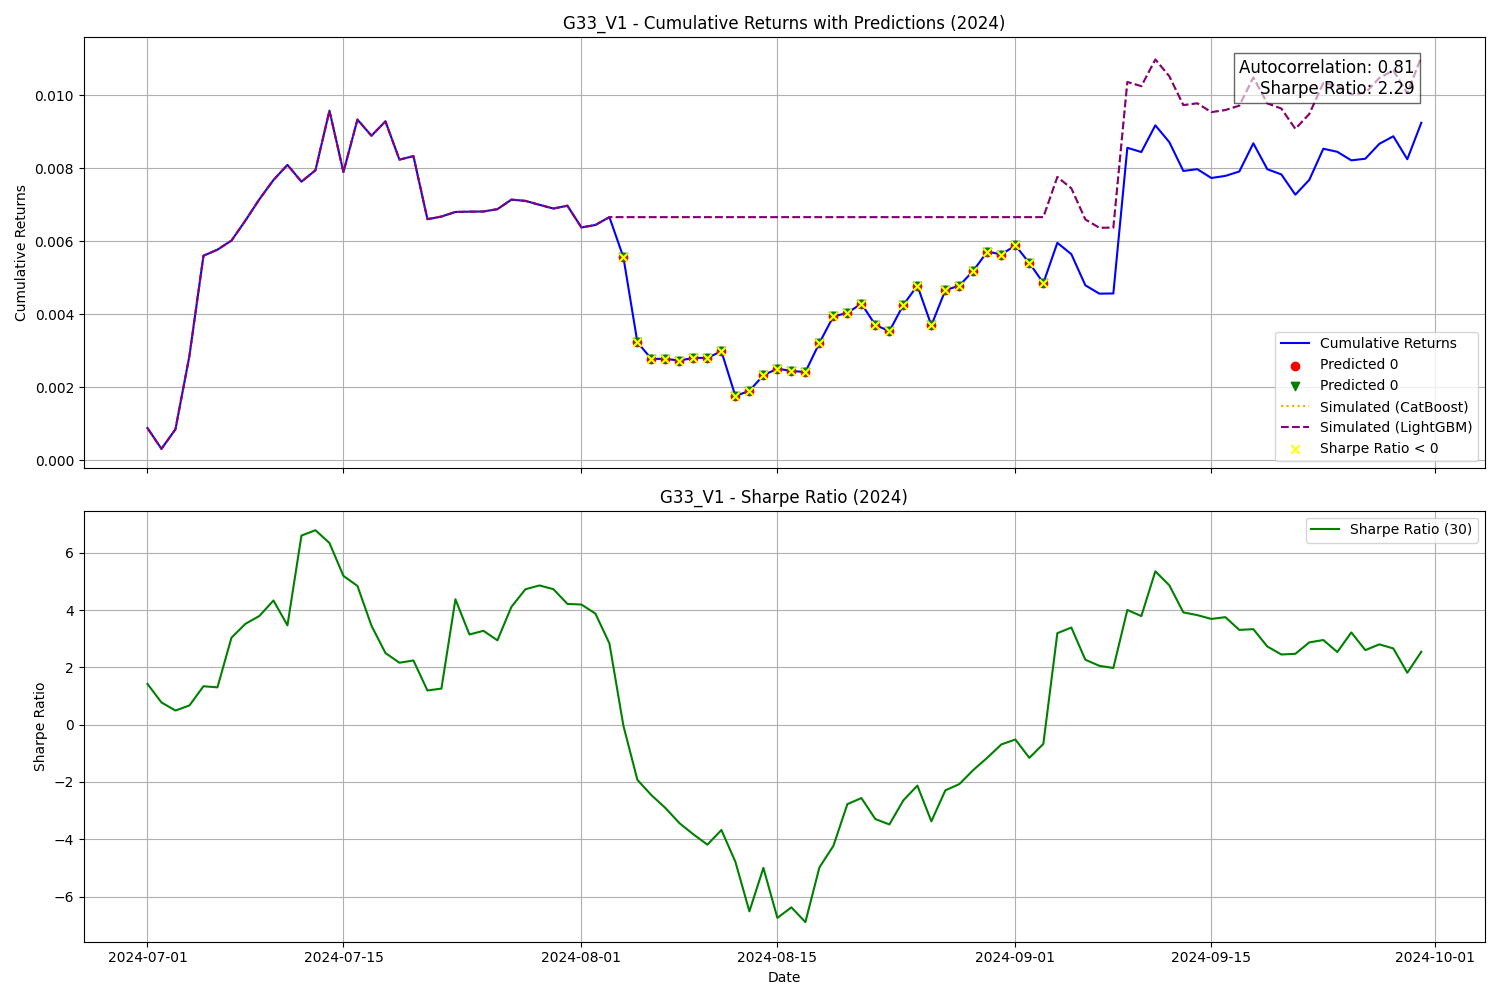 G33_V1 - Cumulative Returns with Predictions (2024)
Cumulative Returns
0.010
0.008
0.006
0.004
0.002
0.000
Autocorrelation: 0.81
Sharpe Ratio: 2.29
Cumulative Returns
Predicted 0
Predicted 0
Simulated (CatBoost)
Simulated (LightGBM)
Sharpe Ratio < 0
G33_V1 - Sharpe Ratio (2024)
Sharpe Ratio
6
4
2
0
−2
−4
−6
Sharpe Ratio (30)
2024-07-01
2024-07-15
2024-08-01
2024-08-15
2024-09-01
2024-09-15
2024-10-01
Date